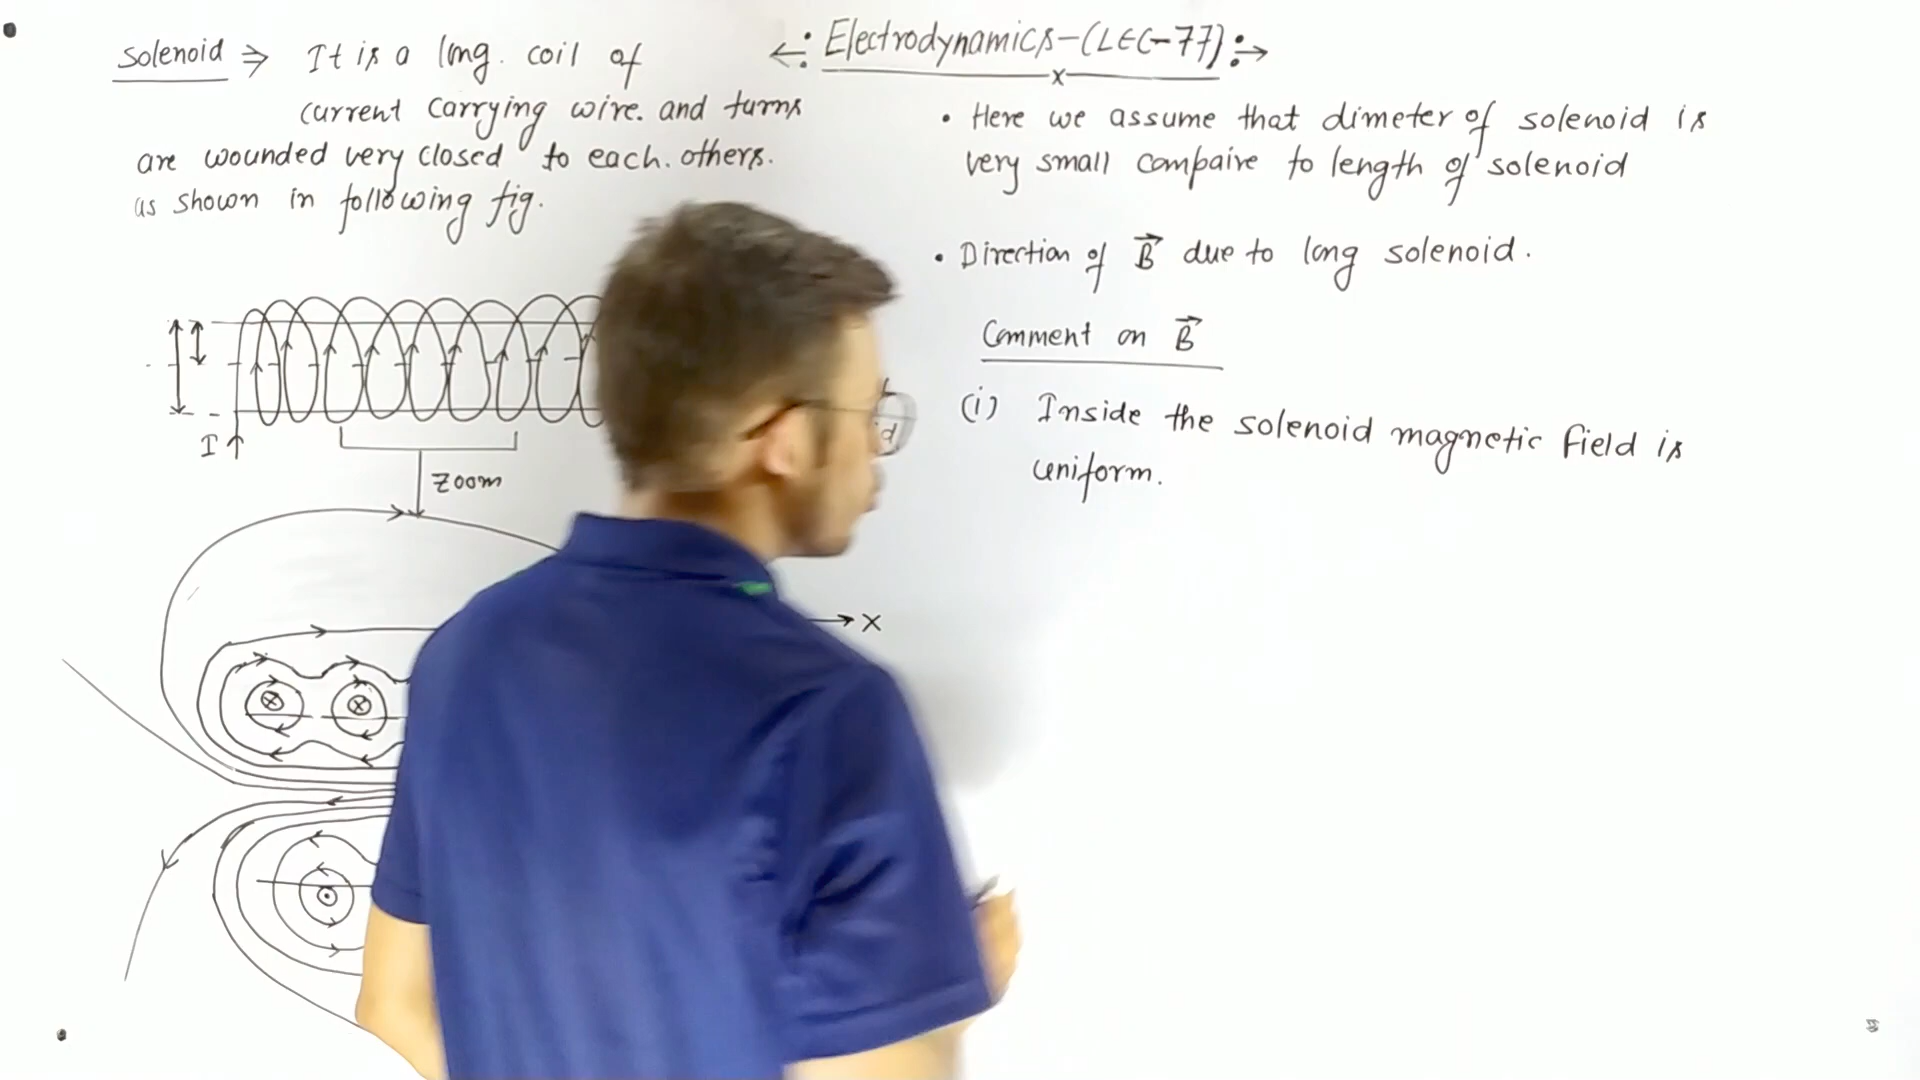 Solenoid ⇒ It is a long. coil of
current carrying wire. and turns
are wounded very closed to each. others.
as shown in following fig.
I
Zoom
←: Electrodynamics-(LEC-77) :→
x
• Here we assume that dimeter of solenoid is
very small compaire to length of solenoid
• Direction of B⃗ due to long solenoid.
Comment on B⃗
(i) Inside the solenoid magnetic field is
uniform.
d
X